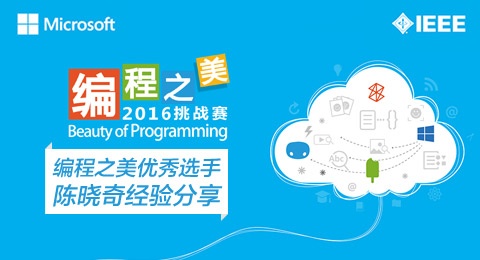 Microsoft
IEEE
编程之美
2016挑战赛
Beauty of Programming
编程之美优秀选手
陈晓奇经验分享
Abc